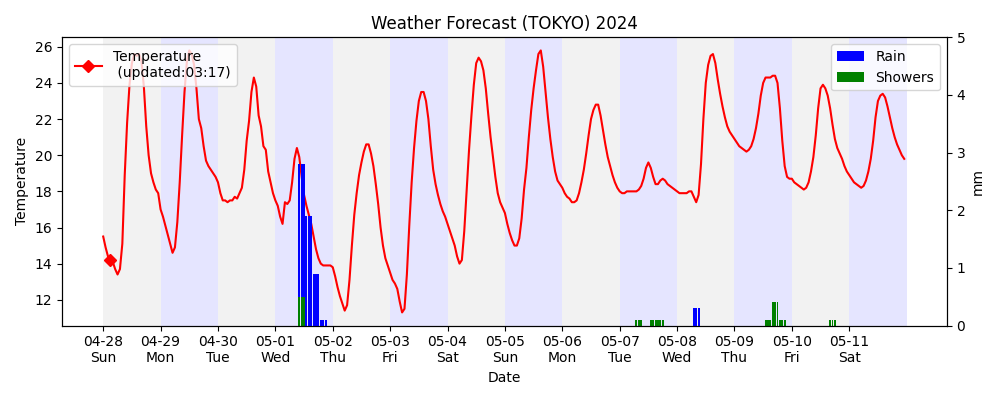 Weather Forecast (TOKYO) 2024
Temperature
(updated:03:17)
Rain
Showers
26
24
22
20
18
16
14
12
Temperature
5
4
3
2
1
0
mm
04-28 04-29 04-30 05-01 05-02 05-03 05-04 05-05 05-06 05-07 05-08 05-09 05-10 05-11
Sun Mon Tue Wed Thu Fri Sat Sun Mon Tue Wed Thu Fri Sat
Date